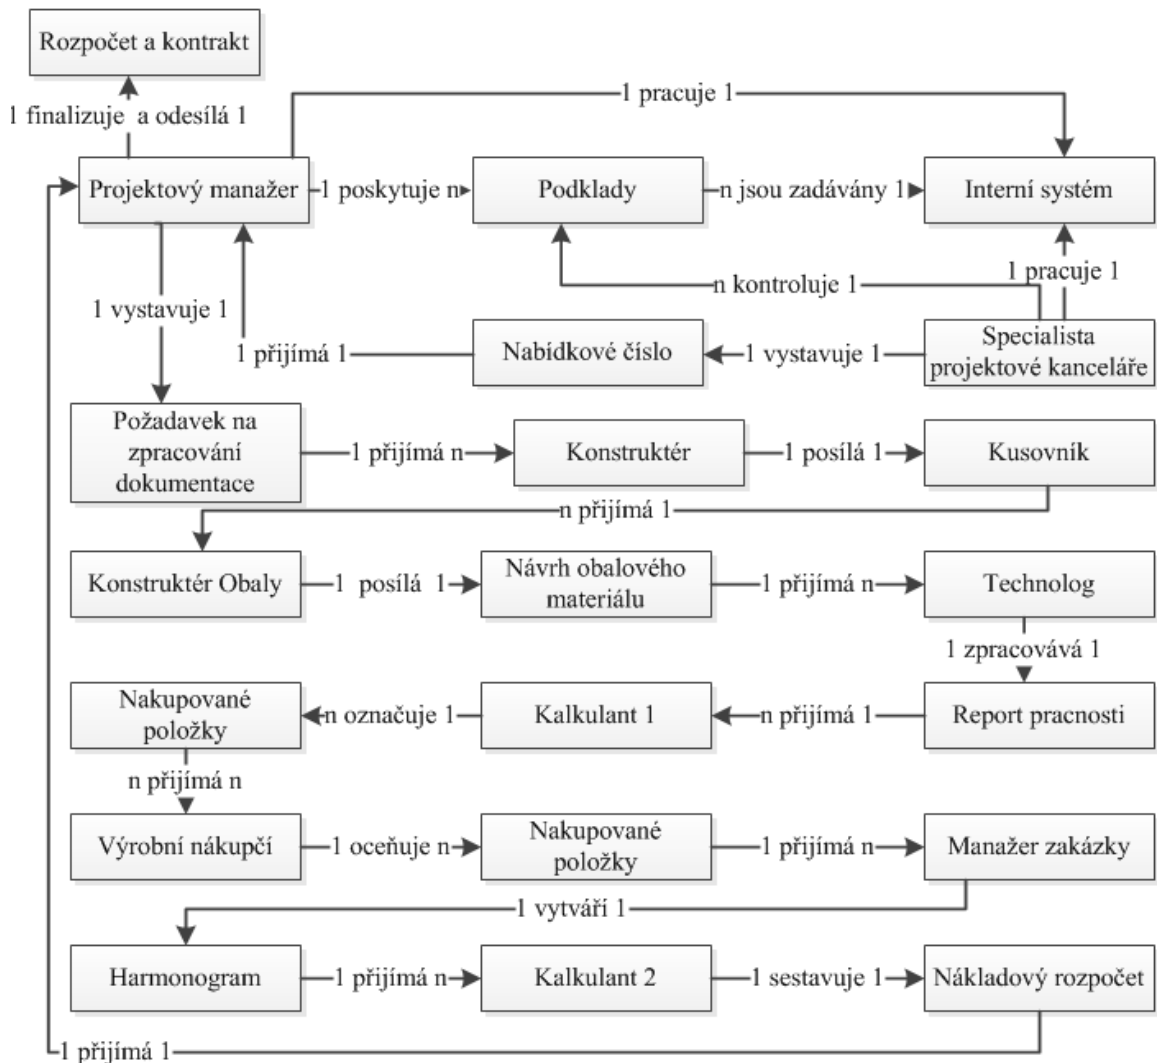 Rozpočet a kontrakt
1 finalizuje a odesílá 1
1 pracuje 1
Projektový manažer
1 poskytuje n
Podklady
n jsou zadávány 1
Interní systém
n kontroluje 1
1 pracuje 1
1 vystavuje 1
1 přijímá 1
Nabídkové číslo
1 vystavuje 1
Specialista
projektové kanceláře
Požadavek na
zpracování
dokumentace
1 přijímá n
Konstruktér
1 posílá 1
Kusovník
n přijímá 1
Konstruktér Obaly
1 posílá 1
Návrh obalového
materiálu
1 přijímá n
Technolog
1 zpracovává 1
Nakupované
položky
n označuje 1
Kalkulant 1
n přijímá 1
Report pracnosti
n přijímá n
Výrobní nákupčí
1 oceňuje n
Nakupované
položky
1 přijímá n
Manažer zakázky
1 vytváří 1
Harmonogram
1 přijímá n
Kalkulant 2
1 sestavuje 1
Nákladový rozpočet
1 přijímá 1